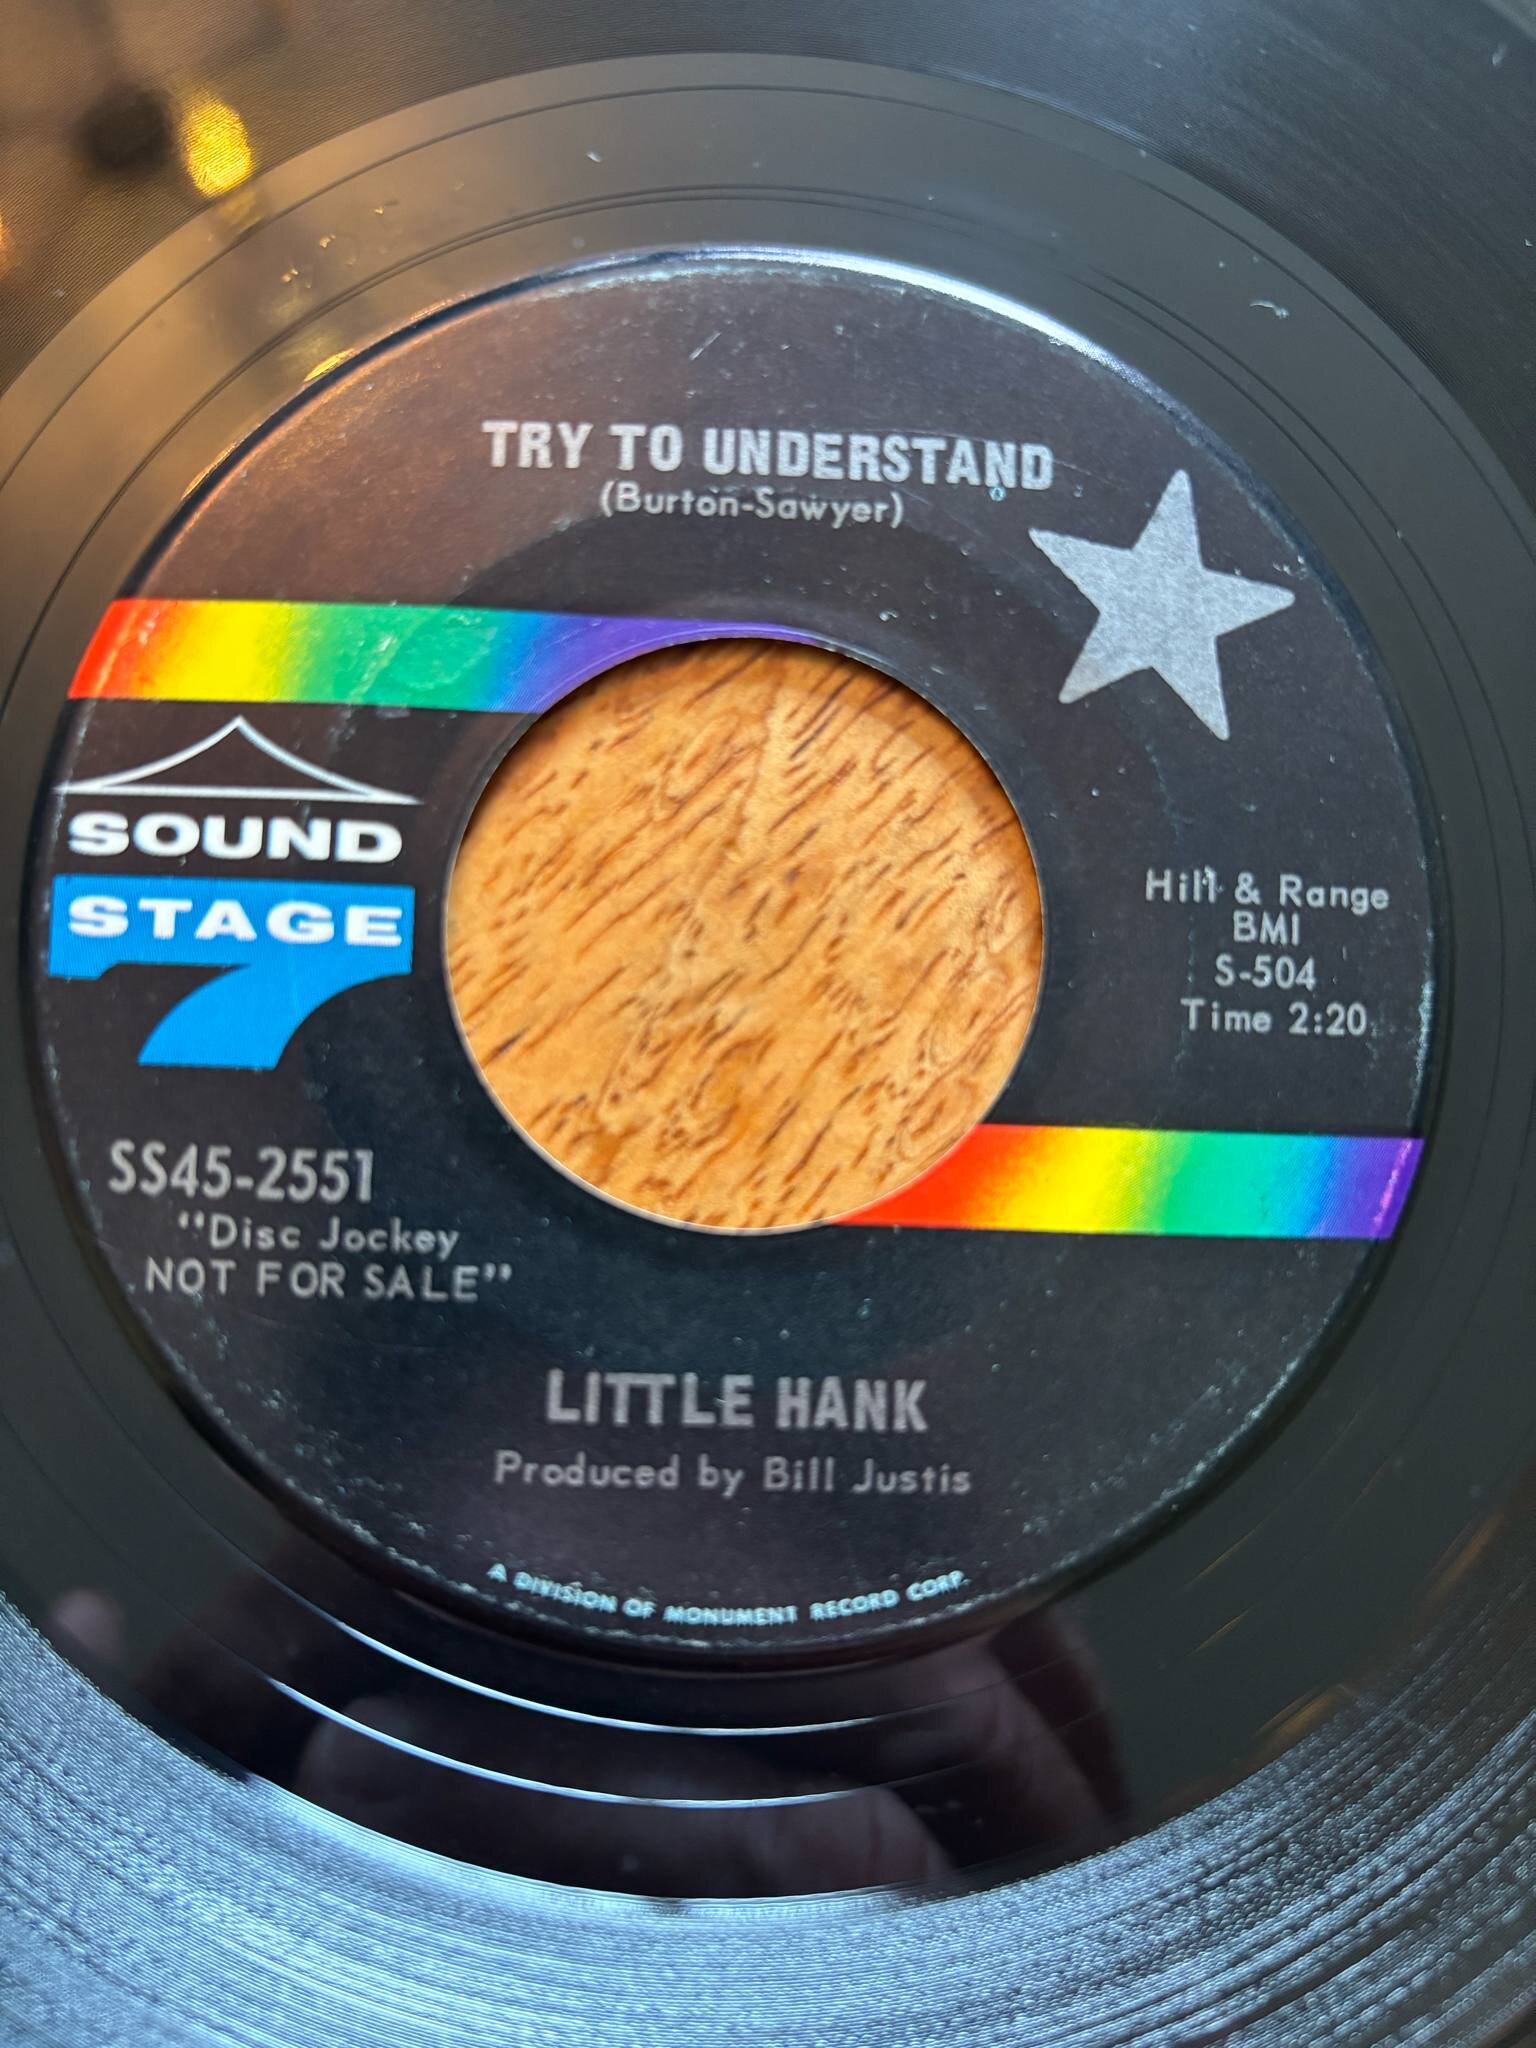 TRY TO UNDERSTAND
(Burton-Sawyer)
SOUND
STAGE
7
Hill & Range
BMI
S-504
Time 2:20
SS45-2551
"Disc Jockey
NOT FOR SALE"
LITTLE HANK
Produced by Bill Justis
A DIVISION OF MONUMENT RECORD CORP.